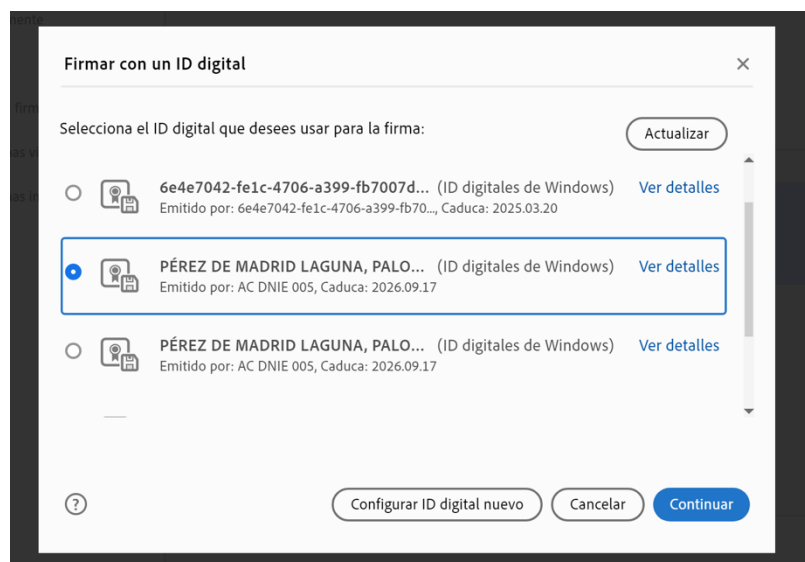 Firmar con un ID digital
Selecciona el ID digital que desees usar para la firma:
Actualizar
6e4e7042-fe1c-4706-a399-fb7007d... (ID digitales de Windows) Ver detalles
Emitido por: 6e4e7042-fe1c-4706-a399-fb70..., Caduca: 2025.03.20
PÉREZ DE MADRID LAGUNA, PALO... (ID digitales de Windows) Ver detalles
Emitido por: AC DNIE 005, Caduca: 2026.09.17
PÉREZ DE MADRID LAGUNA, PALO... (ID digitales de Windows) Ver detalles
Emitido por: AC DNIE 005, Caduca: 2026.09.17
? Configurar ID digital nuevo Cancelar Continuar